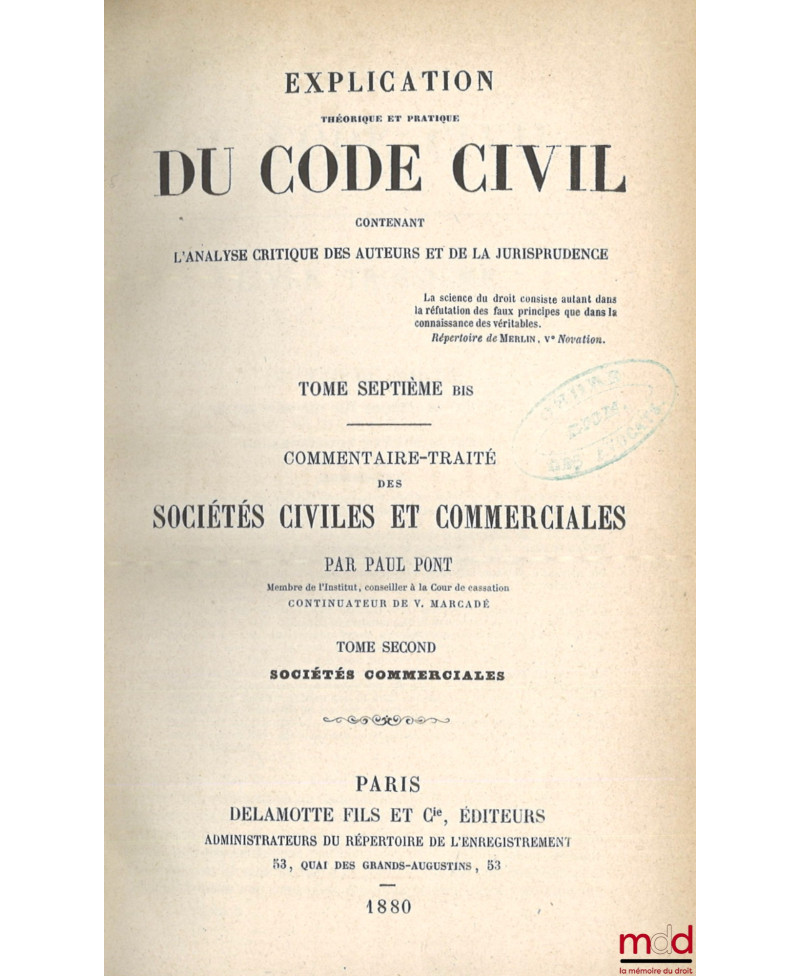 EXPLICATION
THÉORIQUE ET PRATIQUE
DU CODE CIVIL
CONTENANT
L'ANALYSE CRITIQUE DES AUTEURS ET DE LA JURISPRUDENCE
La science du droit consiste autant dans
la réfutation des faux principes que dans la
connaissance des véritables.
Répertoire de MERLIN, Vº Novation.
TOME SEPTIÈME BIS
COMMENTAIRE-TRAITÉ
DES
SOCIÉTÉS CIVILES ET COMMERCIALES
PAR PAUL PONT
Membre de l'Institut, conseiller à la Cour de cassation
CONTINUATEUR DE V. MARCADÉ
TOME SECOND
SOCIÉTÉS COMMERCIALES
PARIS
DELAMOTTE FILS ET Cie, ÉDITEURS
ADMINISTRATEURS DU RÉPERTOIRE DE L'ENREGISTREMENT
53, QUAI DES GRANDS-AUGUSTINS, 53
1880
mdd
la mémoire du droit